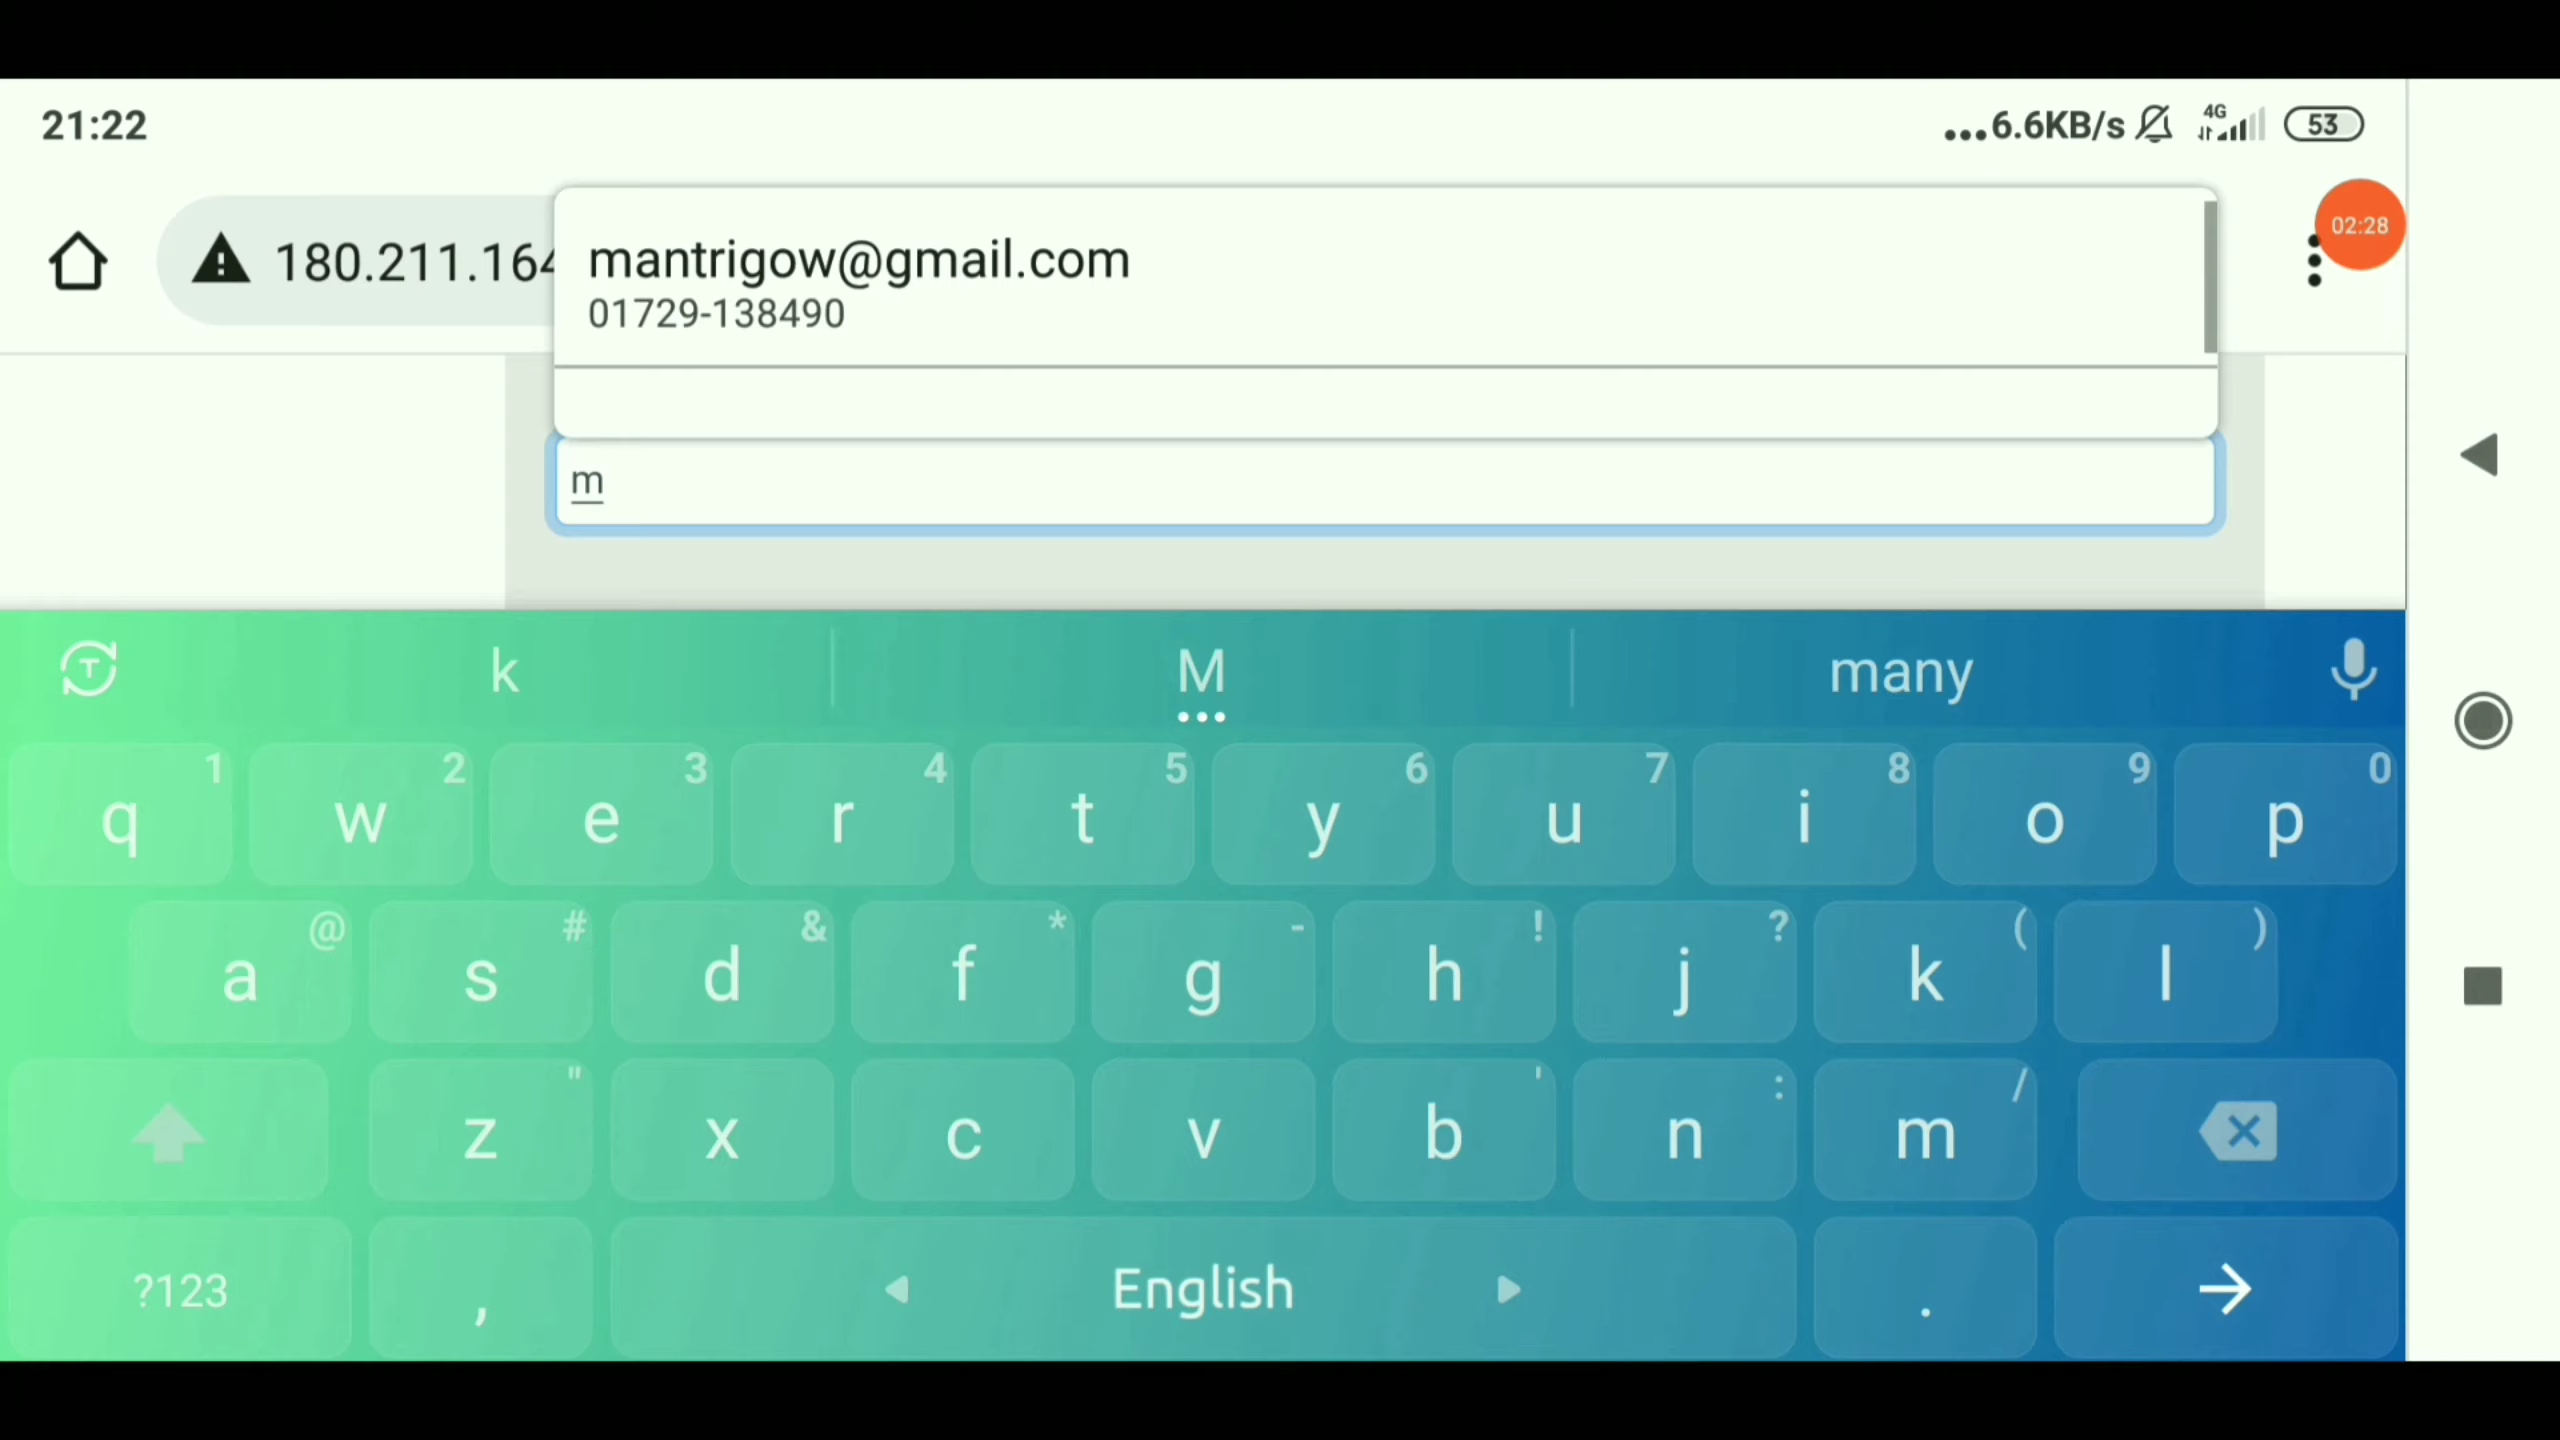 21:22
...6.6KB/s 4G 53
02:28
180.211.164
mantrigow@gmail.com
01729-138490
m
T
k M many
1 2 3 4 5 6 7 8 9 0
q w e r t y u i o p
@ # & * - ! ? ( )
a s d f g h j k l
" ' : /
z x c v b n m
?123 , English .